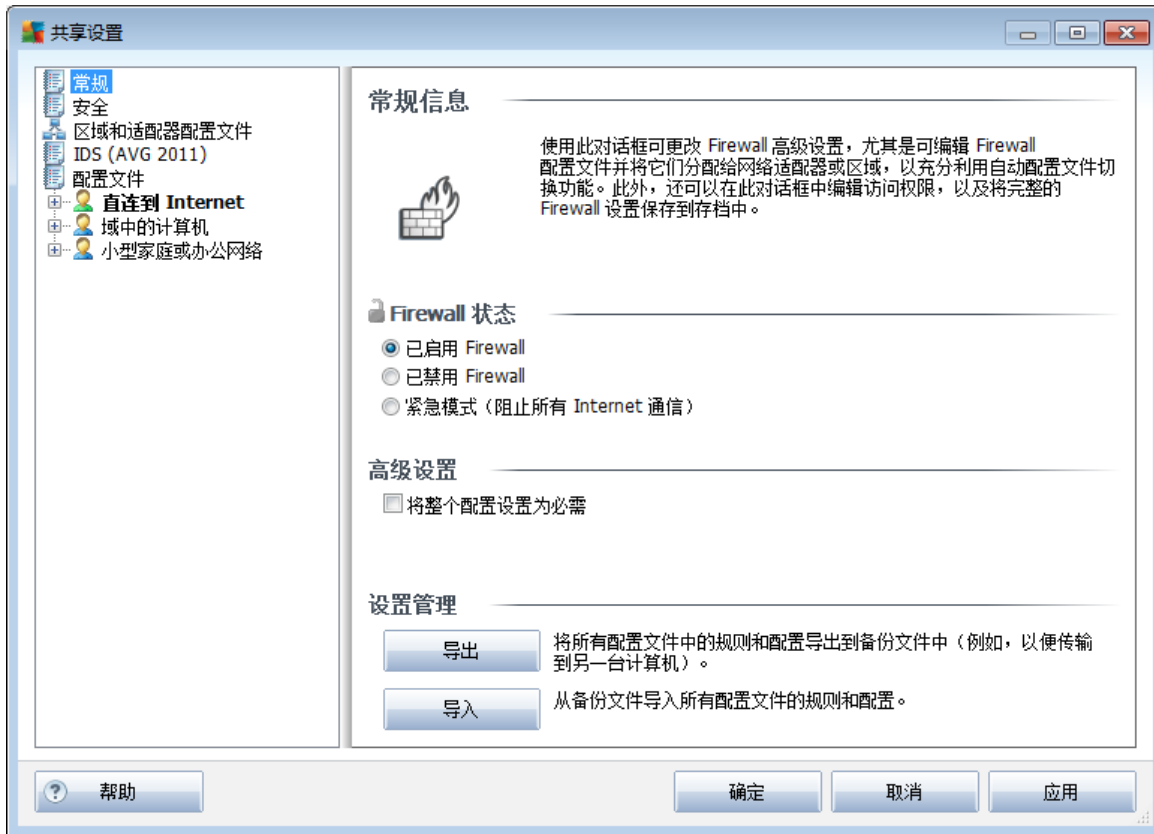 共享设置
常规
安全
区域和适配器配置文件
IDS (AVG 2011)
配置文件
直连到 Internet
域中的计算机
小型家庭或办公网络
常规信息
使用此对话框可更改 Firewall 高级设置，尤其是可编辑 Firewall
配置文件并将它们分配给网络适配器或区域，以充分利用自动配置文件切
换功能。此外，还可以在此对话框中编辑访问权限，以及将完整的
Firewall 设置保存到存档中。
Firewall 状态
已启用 Firewall
已禁用 Firewall
紧急模式（阻止所有 Internet 通信）
高级设置
将整个配置设置为必需
设置管理
导出
将所有配置文件中的规则和配置导出到备份文件中（例如，以便传输
到另一台计算机）。
导入
从备份文件导入所有配置文件的规则和配置。
帮助
确定
取消
应用